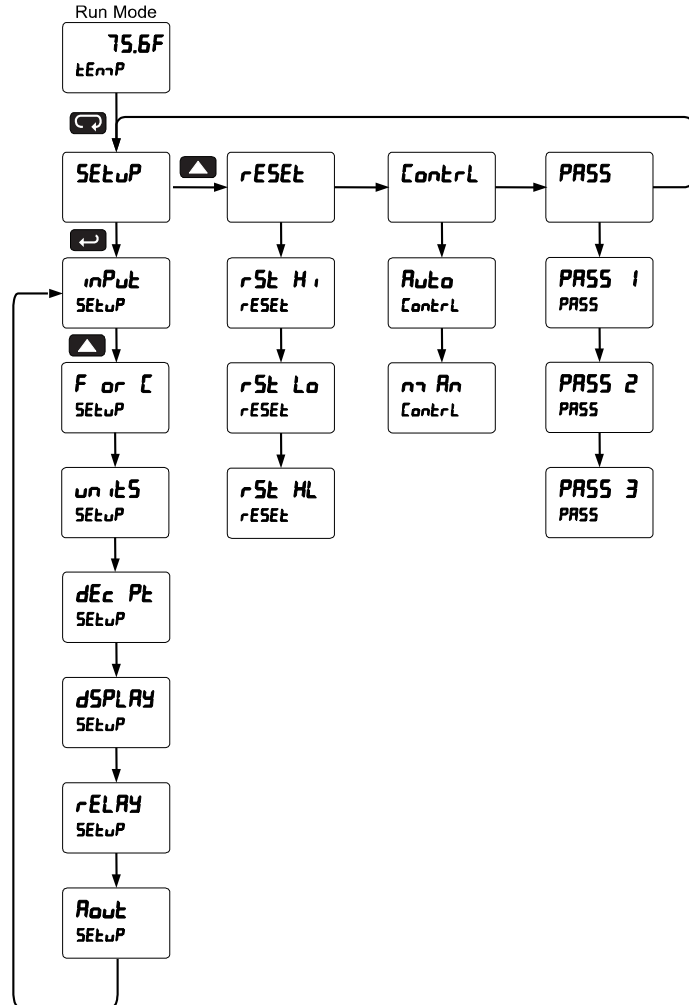 Run Mode
75.6F
tEmP
SEtuP
rESEt
ContrL
PASS
inPut
SEtuP
rSt Hi
rESEt
Auto
ContrL
PASS 1
PASS
F or C
SEtuP
rSt Lo
rESEt
mAn
ContrL
PASS 2
PASS
unitS
SEtuP
rSt HL
rESEt
PASS 3
PASS
dEc Pt
SEtuP
dSPLAY
SEtuP
rELAY
SEtuP
Aout
SEtuP